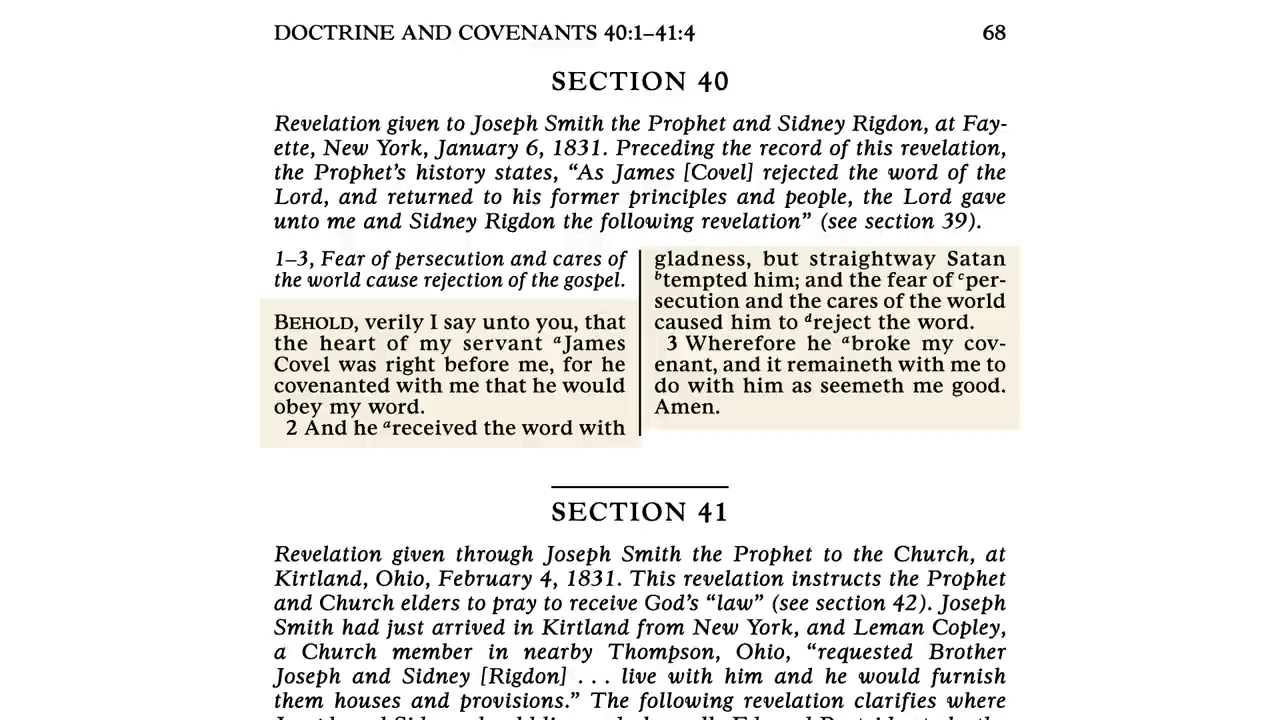 DOCTRINE AND COVENANTS 40:1–41:4 68
SECTION 40
Revelation given to Joseph Smith the Prophet and Sidney Rigdon, at Fay-
ette, New York, January 6, 1831. Preceding the record of this revelation,
the Prophet's history states, “As James [Covel] rejected the word of the
Lord, and returned to his former principles and people, the Lord gave
unto me and Sidney Rigdon the following revelation” (see section 39).
1–3, Fear of persecution and cares of
the world cause rejection of the gospel.
BEHOLD, verily I say unto you, that
the heart of my servant aJames
Covel was right before me, for he
covenanted with me that he would
obey my word.
2 And he areceived the word with
gladness, but straightway Satan
btempted him; and the fear of cper-
secution and the cares of the world
caused him to dreject the word.
3 Wherefore he abroke my cov-
enant, and it remaineth with me to
do with him as seemeth me good.
Amen.
SECTION 41
Revelation given through Joseph Smith the Prophet to the Church, at
Kirtland, Ohio, February 4, 1831. This revelation instructs the Prophet
and Church elders to pray to receive God's “law” (see section 42). Joseph
Smith had just arrived in Kirtland from New York, and Leman Copley,
a Church member in nearby Thompson, Ohio, “requested Brother
Joseph and Sidney [Rigdon] . . . live with him and he would furnish
them houses and provisions.” The following revelation clarifies where